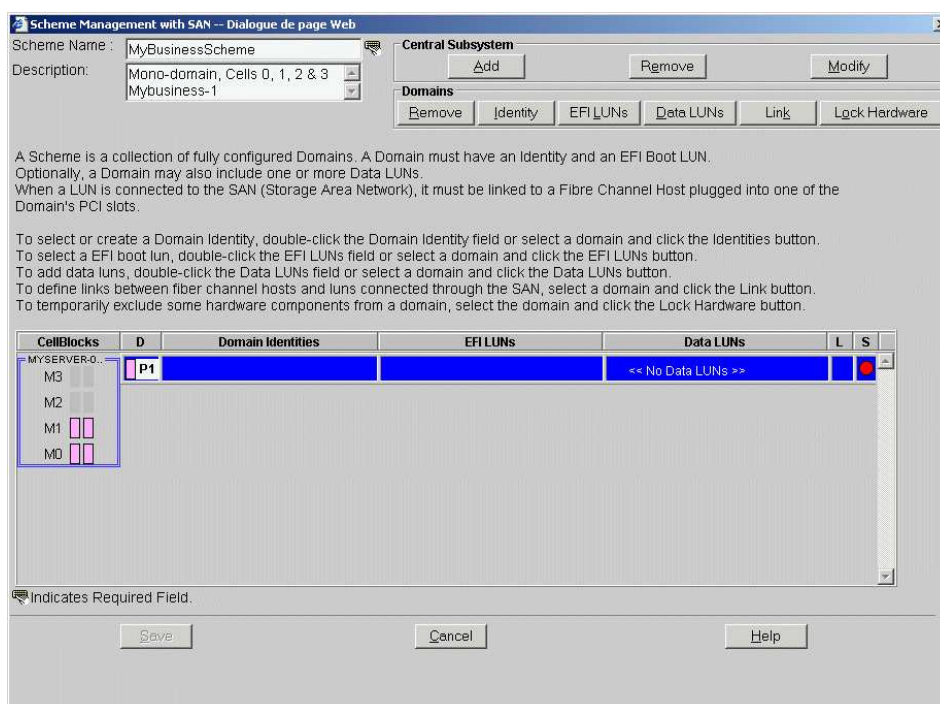 Scheme Management with SAN -- Dialogue de page Web
Scheme Name :
MyBusinessScheme
Description:
Mono-domain, Cells 0, 1, 2 & 3
Mybusiness-1
Central Subsystem
Add
Remove
Modify
Domains
Remove
Identity
EFI LUNs
Data LUNs
Link
Lock Hardware
A Scheme is a collection of fully configured Domains. A Domain must have an Identity and an EFI Boot LUN.
Optionally, a Domain may also include one or more Data LUNs.
When a LUN is connected to the SAN (Storage Area Network), it must be linked to a Fibre Channel Host plugged into one of the
Domain's PCI slots.
To select or create a Domain Identity, double-click the Domain Identity field or select a domain and click the Identities button.
To select a EFI boot lun, double-click the EFI LUNs field or select a domain and click the EFI LUNs button.
To add data luns, double-click the Data LUNs field or select a domain and click the Data LUNs button.
To define links between fiber channel hosts and luns connected through the SAN, select a domain and click the Link button.
To temporarily exclude some hardware components from a domain, select the domain and click the Lock Hardware button.
CellBlocks D Domain Identities EFI LUNs Data LUNs L S
MYSERVER-0..
P1
<< No Data LUNs >>
M3
M2
M1
M0
Indicates Required Field.
Save
Cancel
Help